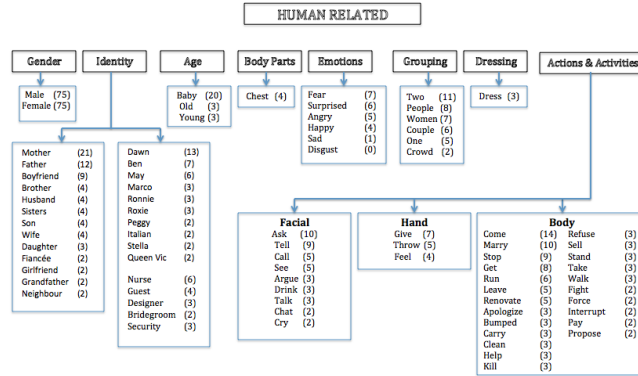 HUMAN RELATED
Gender
Identity
Age
Body Parts
Emotions
Grouping
Dressing
Actions & Activities
Male (75)
Female (75)
Baby (20)
Old (3)
Young (3)
Chest (4)
Fear (7)
Surprised (6)
Angry (5)
Happy (4)
Sad (1)
Disgust (0)
Two (11)
People (8)
Women (7)
Couple (6)
One (5)
Crowd (2)
Dress (3)
Mother (21)
Father (12)
Boyfriend (9)
Brother (4)
Husband (4)
Sisters (4)
Son (4)
Wife (4)
Daughter (3)
Fiancée (2)
Girlfriend (2)
Grandfather (2)
Neighbour (2)
Dawn (13)
Ben (7)
May (6)
Marco (3)
Ronnie (3)
Roxie (3)
Peggy (2)
Italian (2)
Stella (2)
Queen Vic (2)
Nurse (6)
Guest (4)
Designer (3)
Bridegroom (2)
Security (3)
Facial
Ask (10)
Tell (9)
Call (5)
See (5)
Argue (3)
Drink (3)
Talk (3)
Chat (2)
Cry (2)
Hand
Give (7)
Throw (5)
Feel (4)
Body
Come (14)
Marry (10)
Stop (9)
Get (8)
Run (6)
Leave (5)
Renovate (5)
Apologize (3)
Bumped (3)
Carry (3)
Clean (3)
Help (3)
Kill (3)
Refuse (3)
Sell (3)
Stand (3)
Take (3)
Walk (3)
Fight (2)
Force (2)
Interrupt (2)
Pay (2)
Propose (2)